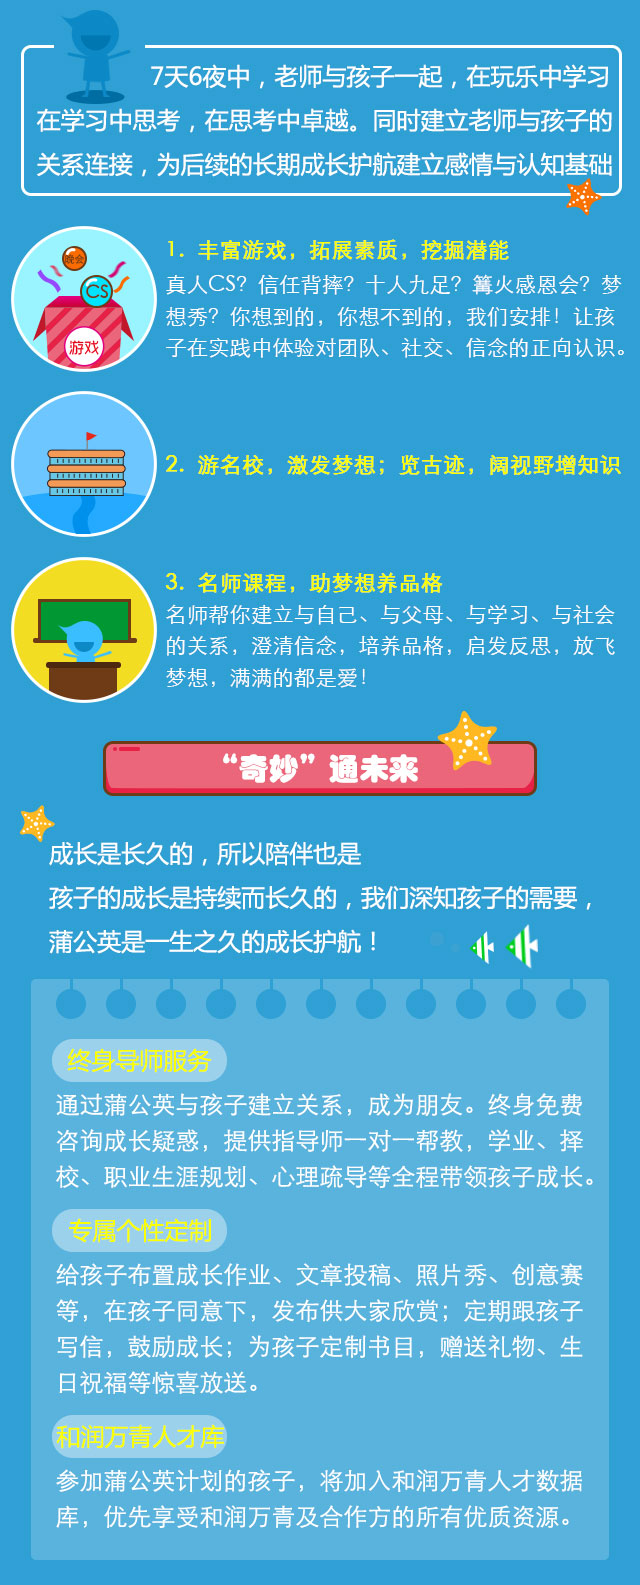 7天6夜中，老师与孩子一起，在玩乐中学习
在学习中思考，在思考中卓越。同时建立老师与孩子的
关系连接，为后续的长期成长护航建立感情与认知基础
晚会
CS
游戏
1. 丰富游戏，拓展素质，挖掘潜能
真人CS？信任背摔？十人九足？篝火感恩会？梦
想秀？你想到的，你想不到的，我们安排！让孩
子在实践中体验对团队、社交、信念的正向认识。
2. 游名校，激发梦想；览古迹，阔视野增知识
3. 名师课程，助梦想养品格
名师帮你建立与自己、与父母、与学习、与社会
的关系，澄清信念，培养品格，启发反思，放飞
梦想，满满的都是爱！
“奇妙”通未来
成长是长久的，所以陪伴也是
孩子的成长是持续而长久的，我们深知孩子的需要，
蒲公英是一生之久的成长护航！
终身导师服务
通过蒲公英与孩子建立关系，成为朋友。终身免费
咨询成长疑惑，提供指导师一对一帮教，学业、择
校、职业生涯规划、心理疏导等全程带领孩子成长。
专属个性定制
给孩子布置成长作业、文章投稿、照片秀、创意赛
等，在孩子同意下，发布供大家欣赏；定期跟孩子
写信，鼓励成长；为孩子定制书目，赠送礼物、生
日祝福等惊喜放送。
和润万青人才库
参加蒲公英计划的孩子，将加入和润万青人才数据
库，优先享受和润万青及合作方的所有优质资源。